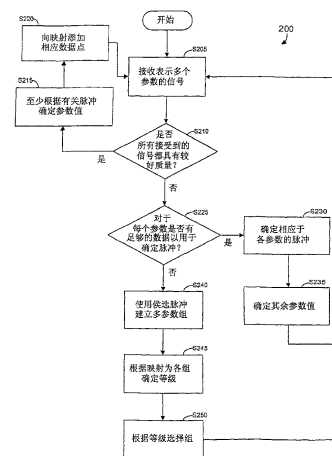 开始
200
S220
向映射添加
相应数据点
S205
接收表示多个
参数的信号
S215
至少根据有关脉冲
确定参数值
S210
是否
所有接受到的
信号都具有较
好质量?
是
否
S225
对于
每个参数是否有
足够的数据以用于
确定脉冲?
是
否
S230
确定相应于
各参数的脉冲
S235
确定其余参数值
S240
使用侯选脉冲
建立多参数组
S245
根据映射为各组
确定等级
S250
根据等级选择组